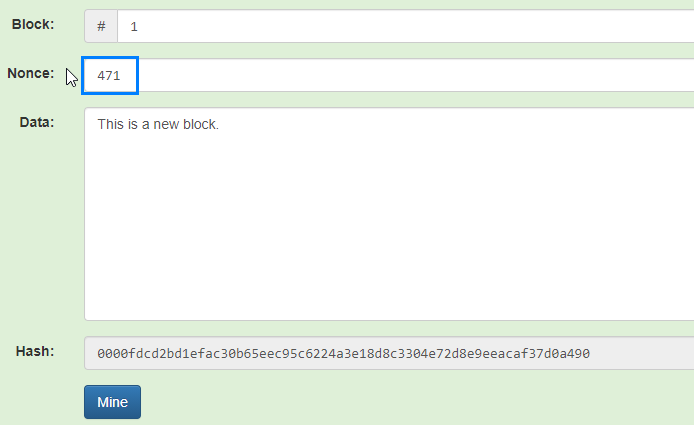 Block: # 1
Nonce: 471
Data: This is a new block.
Hash: 0000fdcd2bd1efac30b65eec95c6224a3e18d8c3304e72d8e9eeacaf37d0a490
Mine